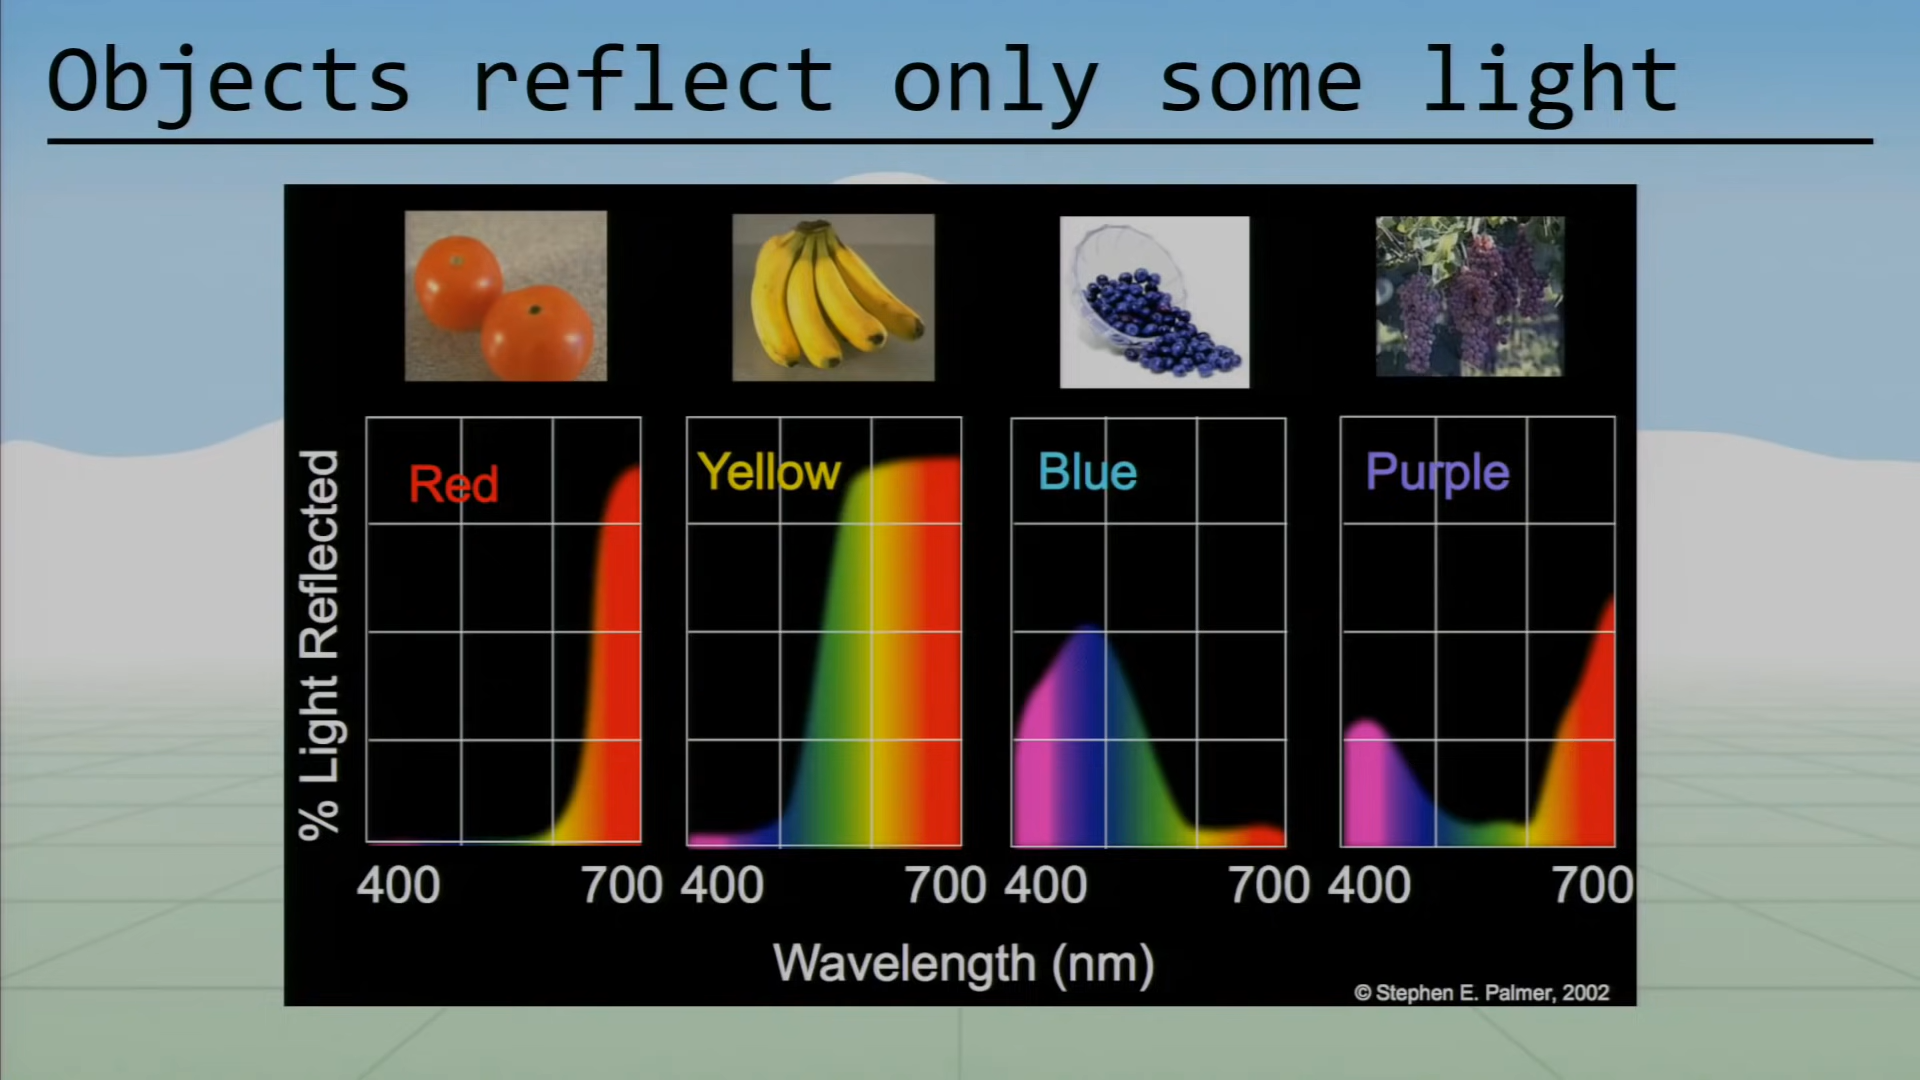 Objects reflect only some light
Red
Yellow
Blue
Purple
% Light Reflected
400 700
400 700
400 700
400 700
Wavelength (nm)
© Stephen E. Palmer, 2002